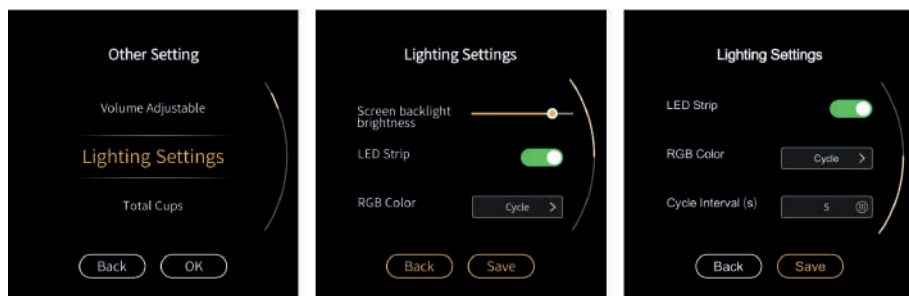 Other Setting
Volume Adjustable
Lighting Settings
Total Cups
Back OK
Lighting Settings
Screen backlight
brightness
LED Strip
RGB Color Cycle >
Back Save
Lighting Settings
LED Strip
RGB Color Cycle >
Cycle Interval (s) 5
Back Save